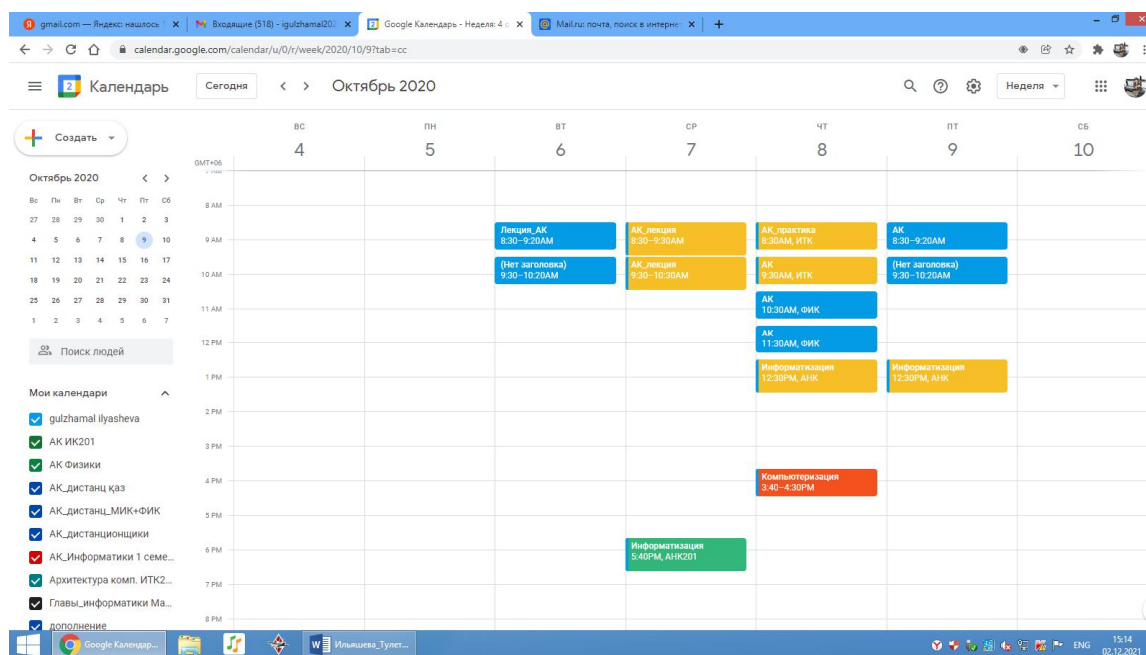 gmail.com — Яндекс: нашлось
Входящие (518) - igulzhamal202
Google Календарь - Неделя: 4 о
Mail.ru: почта, поиск в интерне
calendar.google.com/calendar/u/0/r/week/2020/10/9?tab=cc
2 Календарь Сегодня Октябрь 2020 Неделя
Создать
ВС ПН ВТ СР ЧТ ПТ СБ
4 5 6 7 8 9 10
GMT+06
Октябрь 2020
Вс Пн Вт Ср Чт Пт Сб
27 28 29 30 1 2 3
4 5 6 7 8 9 10
11 12 13 14 15 16 17
18 19 20 21 22 23 24
25 26 27 28 29 30 31
1 2 3 4 5 6 7
Поиск людей
Мои календари
gulzhamal ilyasheva
АК ИК201
АК Физики
АК_дистанц қаз
АК_дистанц_МИК+ФИК
АК_дистанционщики
АК_Информатики 1 семе...
Архитектура комп. ИТК2...
Главы_информатики Ма...
дополнение
8 AM
9 AM
10 AM
11 AM
12 PM
1 PM
2 PM
3 PM
4 PM
5 PM
6 PM
7 PM
8 PM
Лекция_АК
8:30–9:20AM
(Нет заголовка)
9:30–10:20AM
АК_лекция
8:30–9:30AM
АК_лекция
9:30–10:30AM
Информатизация
5:40PM, АНК201
АК_практика
8:30AM, ИТК
АК
9:30AM, ИТК
АК
10:30AM, ФИК
АК
11:30AM, ФИК
Информатизация
12:30PM, АНК
Компьютеризация
3:40–4:30PM
АК
8:30–9:20AM
(Нет заголовка)
9:30–10:20AM
Информатизация
12:30PM, АНК
Google Календар...
Ильяшева_Тулет...
ENG
15:14
02.12.2021